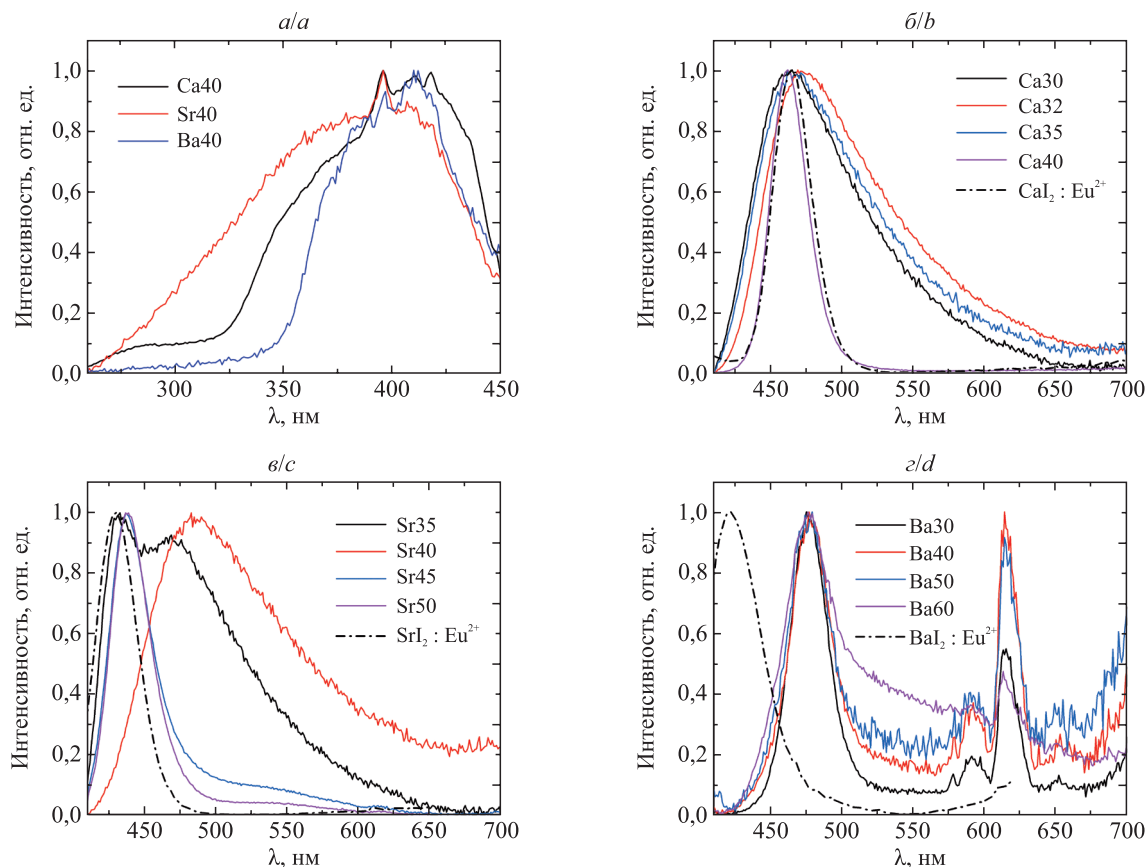 а/a
Интенсивность, отн. ед.
1,0
0,8
0,6
0,4
0,2
0,0
Ca40
Sr40
Ba40
300
350
400
450
λ, нм
б/b
Интенсивность, отн. ед.
1,0
0,8
0,6
0,4
0,2
0,0
Ca30
Ca32
Ca35
Ca40
CaI₂ : Eu²⁺
450
500
550
600
650
700
λ, нм
в/c
Интенсивность, отн. ед.
1,0
0,8
0,6
0,4
0,2
0,0
Sr35
Sr40
Sr45
Sr50
SrI₂ : Eu²⁺
450
500
550
600
650
700
λ, нм
г/d
Интенсивность, отн. ед.
1,0
0,8
0,6
0,4
0,2
0,0
Ba30
Ba40
Ba50
Ba60
BaI₂ : Eu²⁺
450
500
550
600
650
700
λ, нм